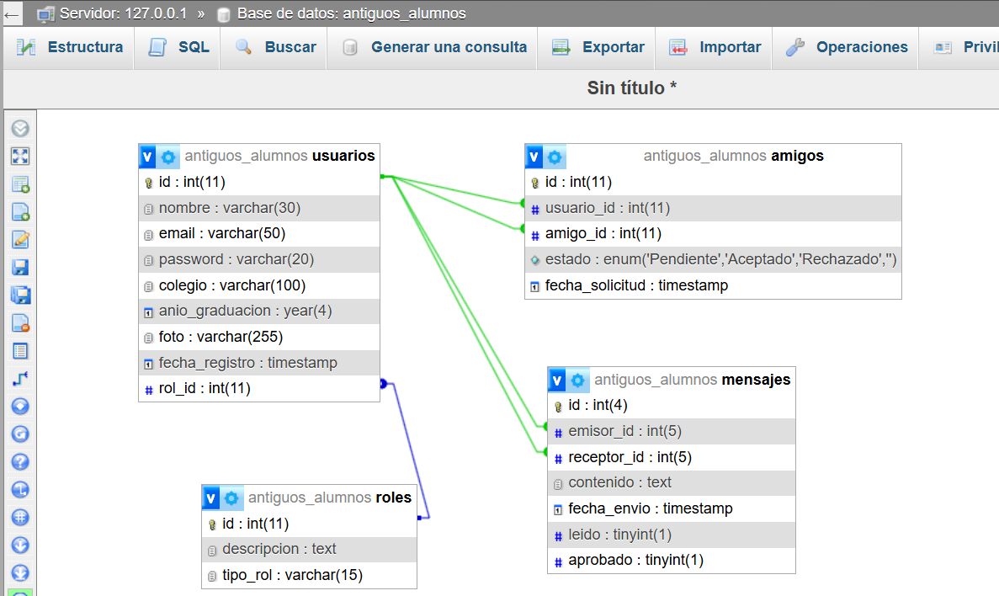 Servidor: 127.0.0.1 » Base de datos: antiguos_alumnos
Estructura SQL Buscar Generar una consulta Exportar Importar Operaciones Privil
Sin título *
v antiguos_alumnos usuarios
id : int(11)
nombre : varchar(30)
email : varchar(50)
password : varchar(20)
colegio : varchar(100)
anio_graduacion : year(4)
foto : varchar(255)
fecha_registro : timestamp
rol_id : int(11)
v antiguos_alumnos amigos
id : int(11)
usuario_id : int(11)
amigo_id : int(11)
estado : enum('Pendiente','Aceptado','Rechazado','')
fecha_solicitud : timestamp
v antiguos_alumnos mensajes
id : int(4)
emisor_id : int(5)
receptor_id : int(5)
contenido : text
fecha_envio : timestamp
leido : tinyint(1)
aprobado : tinyint(1)
v antiguos_alumnos roles
id : int(11)
descripcion : text
tipo_rol : varchar(15)